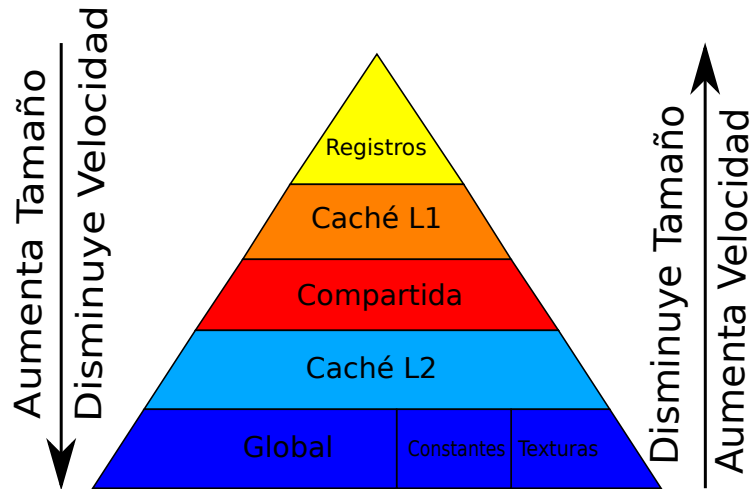 Aumenta Tamaño
Disminuye Velocidad
Registros
Caché L1
Compartida
Caché L2
Global
Constantes
Texturas
Disminuye Tamaño
Aumenta Velocidad